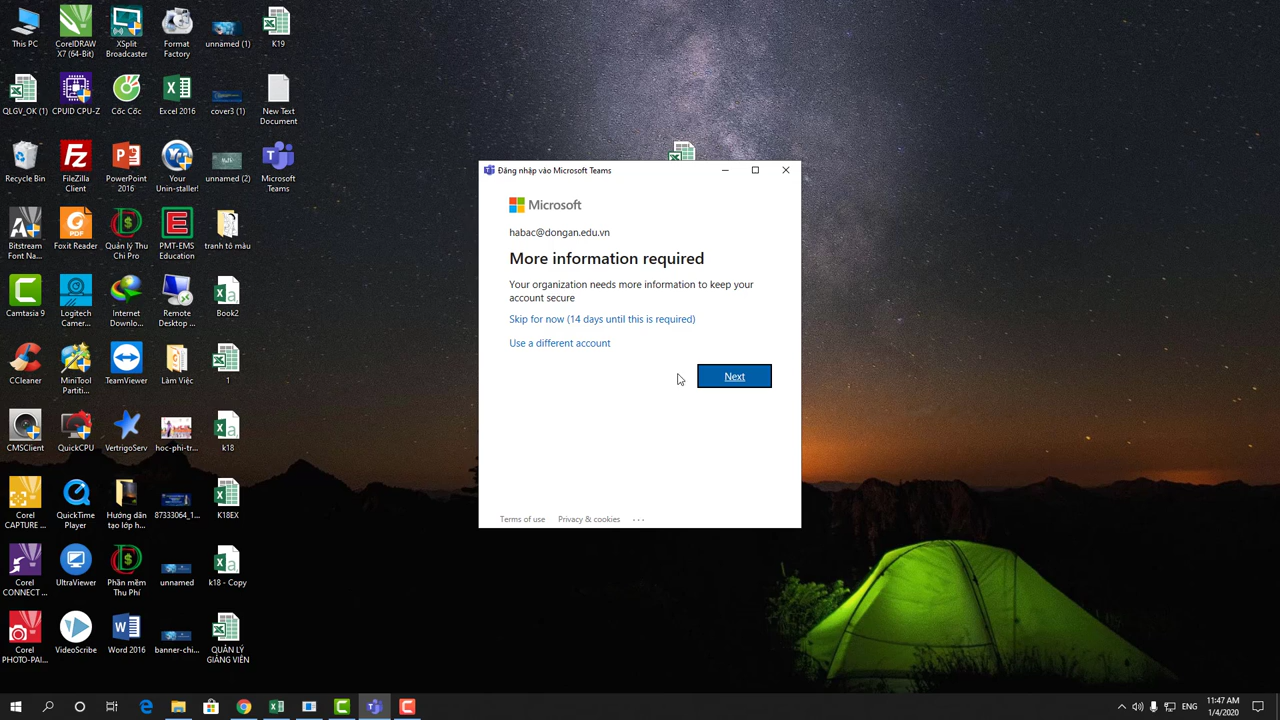 This PC
CorelDRAW
X7 (64-Bit)
XSplit
Broadcaster
Format
Factory
unnamed (1)
K19
QLGV_OK (1)
CPUID CPU-Z
Cốc Cốc
Excel 2016
cover3 (1)
New Text
Document
Recycle Bin
FileZilla
Client
PowerPoint
2016
Your
Unin-staller!
unnamed (2)
Microsoft
Teams
Bitstream
Font Na...
Foxit Reader
Quản lý Thu
Chi Pro
PMT-EMS
Education
tranh tô màu
Camtasia 9
Logitech
Camer...
Internet
Downlo...
Remote
Desktop ...
Book2
CCleaner
MiniTool
Partiti...
TeamViewer
Làm Việc
1
CMSClient
QuickCPU
VertrigoServ
hoc-phi-tr...
k18
Corel
CAPTURE ...
QuickTime
Player
Hướng dẫn
tạo lớp h...
87333064_1...
K18EX
Corel
CONNECT ...
UltraViewer
Phần mềm
Thu Phí
unnamed
k18 - Copy
Corel
PHOTO-PAI...
VideoScribe
Word 2016
banner-chi...
QUẢN LÝ
GIẢNG VIÊN
Đăng nhập vào Microsoft Teams
Microsoft
habac@dongan.edu.vn
More information required
Your organization needs more information to keep your
account secure
Skip for now (14 days until this is required)
Use a different account
Next
Terms of use Privacy & cookies ...
ENG
11:47 AM
1/4/2020